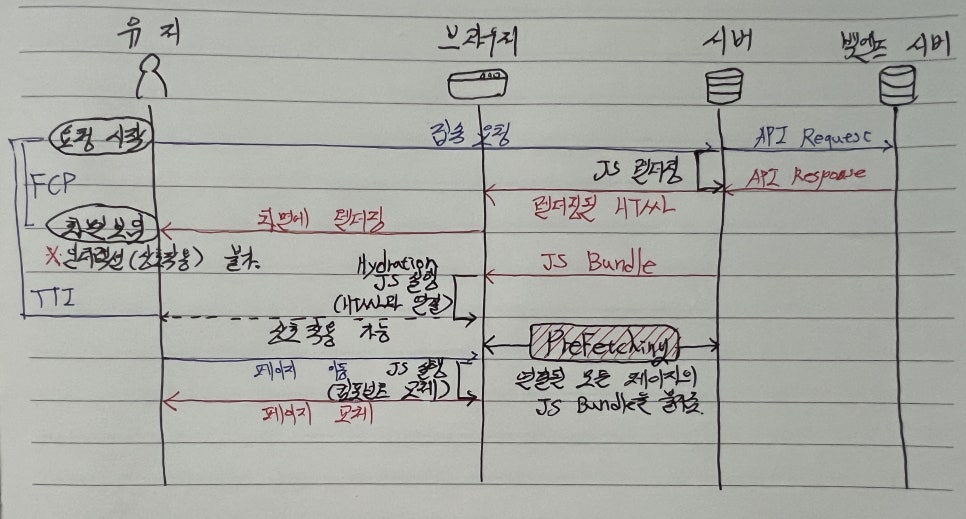 유저 브라우저 서버 백엔드 서버
요청 시작 접속 요청 API Request
JS 렌더링 API Response
FCP
렌더링된 HTML
화면보임 화면에 렌더링
X 인터랙션(상호작용) 불가.
Hydration JS Bundle
JS 실행
(HTML와 연결)
TTI
상호작용 가능
PreFetching
페이지 이동 JS 실행
(컴포넌트 교체)
연결된 모든 페이지의
JS Bundle을 불러옴.
페이지 교체